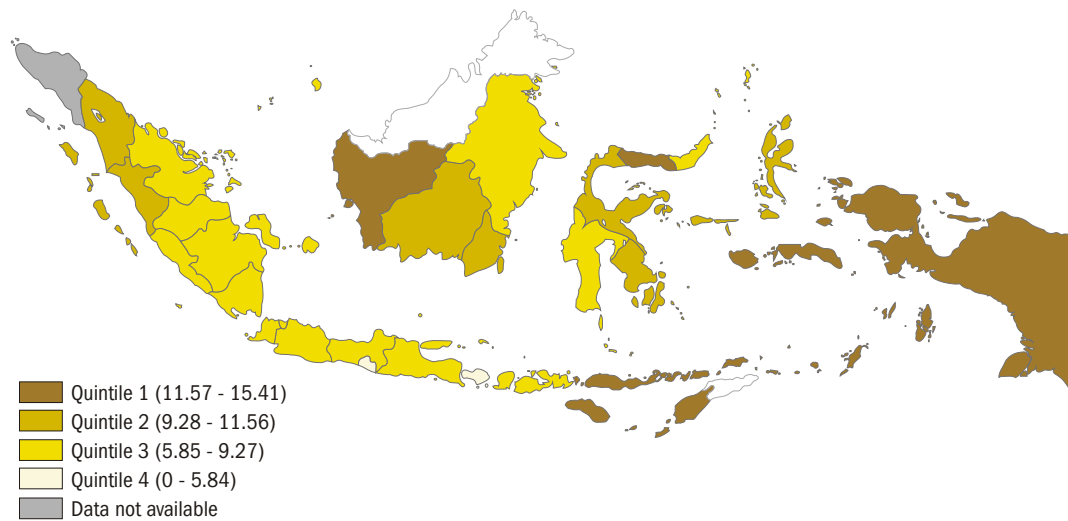 Quintile 1 (11.57 - 15.41)
Quintile 2 (9.28 - 11.56)
Quintile 3 (5.85 - 9.27)
Quintile 4 (0 - 5.84)
Data not available